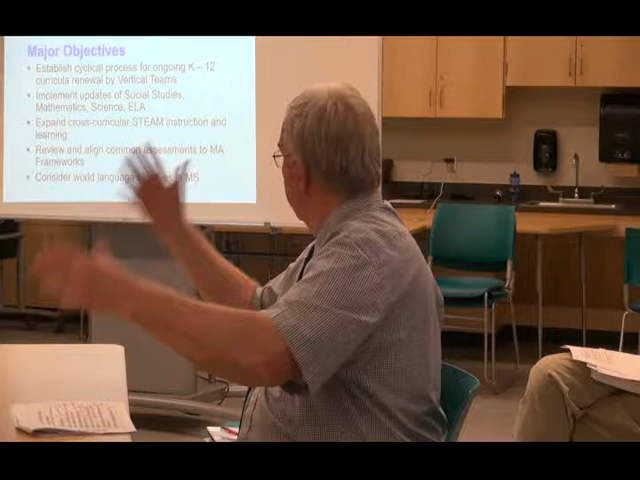 Major Objectives
• Establish cyclical process for ongoing K – 12
curricula renewal by Vertical Teams
• Implement updates of Social Studies,
Mathematics, Science, ELA
• Expand cross-curricular STEAM instruction and
learning
• Review and align common assessments to MA
Frameworks
• Consider world language in MS